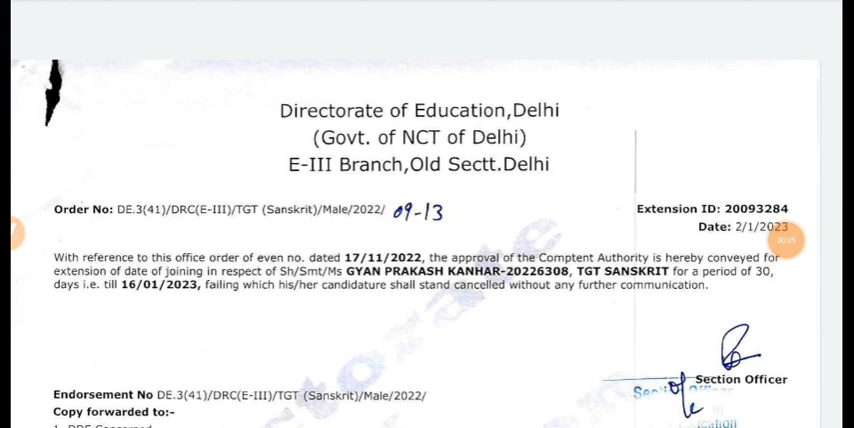 Directorate of Education,Delhi
(Govt. of NCT of Delhi)
E-III Branch,Old Sectt.Delhi
Order No: DE.3(41)/DRC(E-III)/TGT (Sanskrit)/Male/2022/ 09-13
Extension ID: 20093284
Date: 2/1/2023
00:05
With reference to this office order of even no. dated 17/11/2022, the approval of the Comptent Authority is hereby conveyed for
extension of date of joining in respect of Sh/Smt/Ms GYAN PRAKASH KANHAR-20226308, TGT SANSKRIT for a period of 30,
days i.e. till 16/01/2023, failing which his/her candidature shall stand cancelled without any further communication.
Section Officer
Endorsement No DE.3(41)/DRC(E-III)/TGT (Sanskrit)/Male/2022/
Copy forwarded to:-